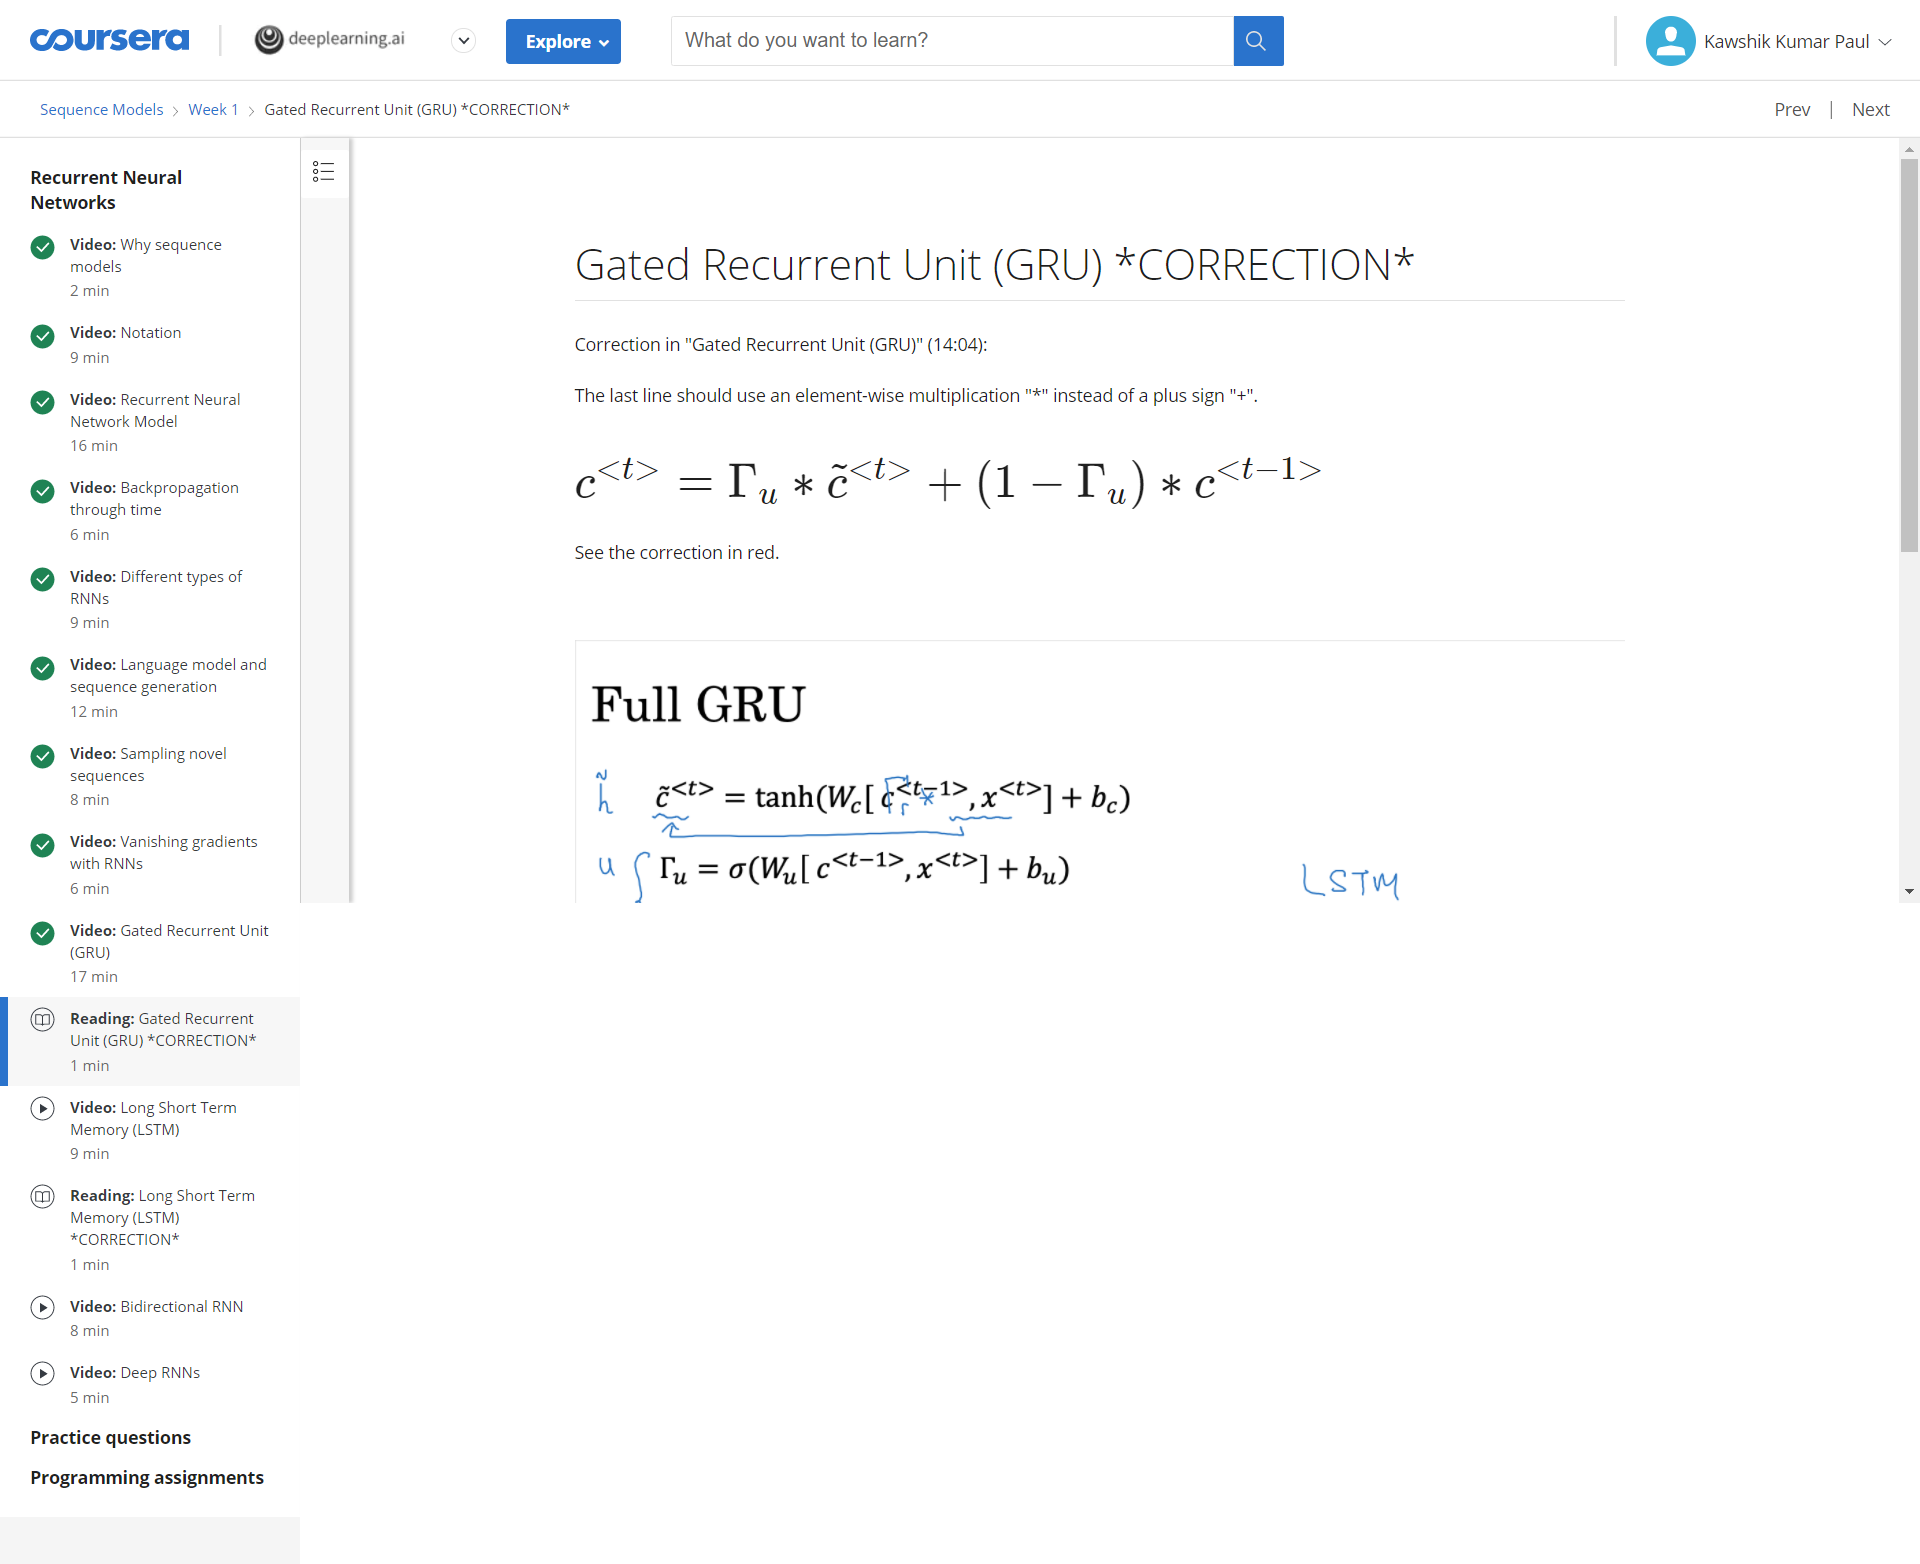 coursera
deeplearning.ai
Explore
What do you want to learn?
Kawshik Kumar Paul
Sequence Models > Week 1 > Gated Recurrent Unit (GRU) *CORRECTION*
Prev | Next
Recurrent Neural
Networks
Video: Why sequence
models
2 min
Video: Notation
9 min
Video: Recurrent Neural
Network Model
16 min
Video: Backpropagation
through time
6 min
Video: Different types of
RNNs
9 min
Video: Language model and
sequence generation
12 min
Video: Sampling novel
sequences
8 min
Video: Vanishing gradients
with RNNs
6 min
Video: Gated Recurrent Unit
(GRU)
17 min
Reading: Gated Recurrent
Unit (GRU) *CORRECTION*
1 min
Video: Long Short Term
Memory (LSTM)
9 min
Reading: Long Short Term
Memory (LSTM)
*CORRECTION*
1 min
Video: Bidirectional RNN
8 min
Video: Deep RNNs
5 min
Practice questions
Programming assignments
Gated Recurrent Unit (GRU) *CORRECTION*
Correction in "Gated Recurrent Unit (GRU)" (14:04):
The last line should use an element-wise multiplication "*" instead of a plus sign "+".
c^{<t>} = Γ_u * c̃^{<t>} + (1 − Γ_u) * c^{<t−1>}
See the correction in red.
Full GRU
h̃ c̃^{<t>} = tanh(W_c[ Γ_r * c^{<t−1>}, x^{<t>}] + b_c)
u Γ_u = σ(W_u[ c^{<t−1>}, x^{<t>}] + b_u)
LSTM